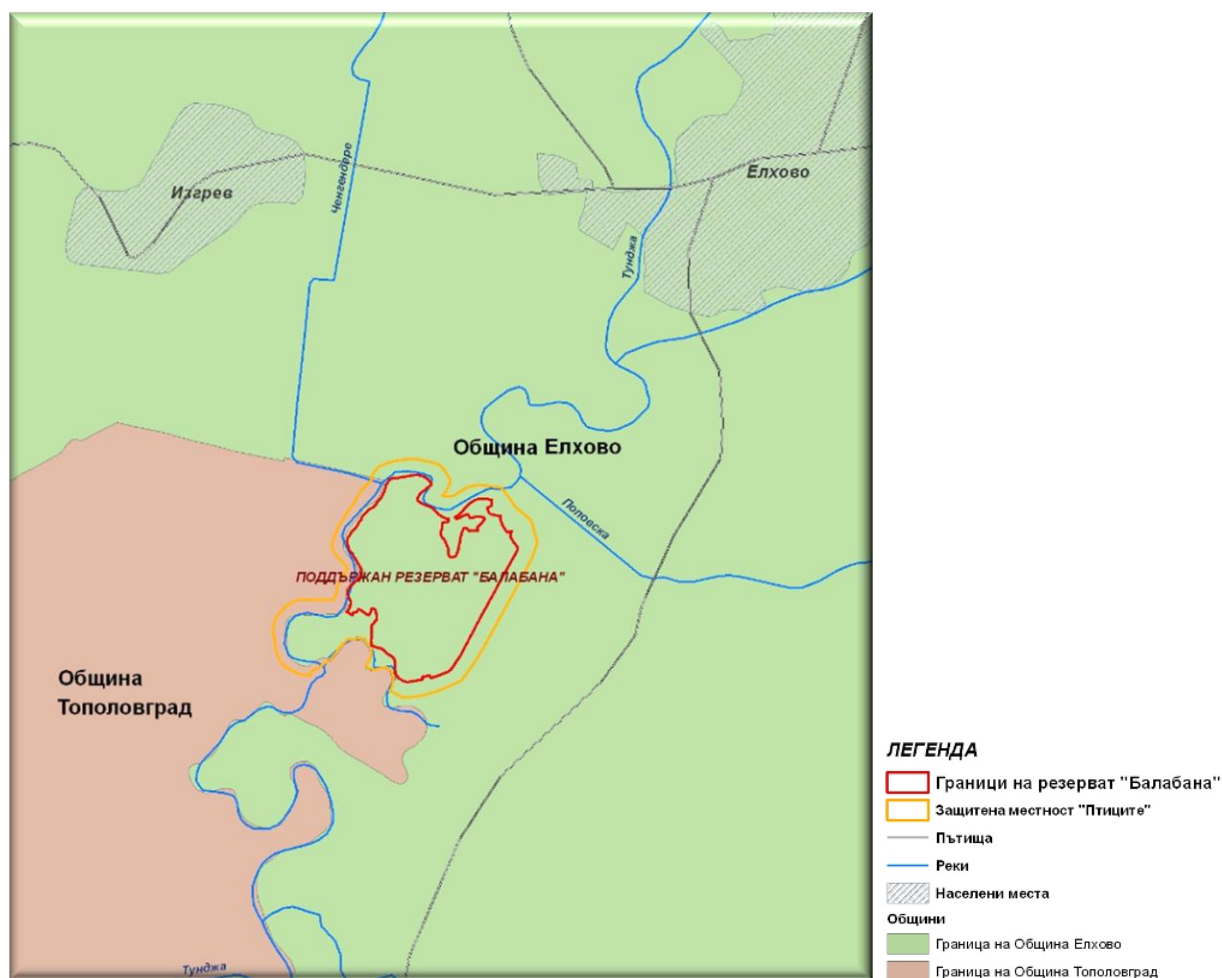 Ченгендере
Изгрев
Елхово
Тунджа
Община Елхово
Поповска
ПОДДЪРЖАН РЕЗЕРВАТ "БАЛАБАНА"
Община
Тополовград
Тунджа
ЛЕГЕНДА
Граници на резерват "Балабана"
Защитена местност "Птиците"
Пътища
Реки
Населени места
Общини
Граница на Община Елхово
Граница на Община Тополовград